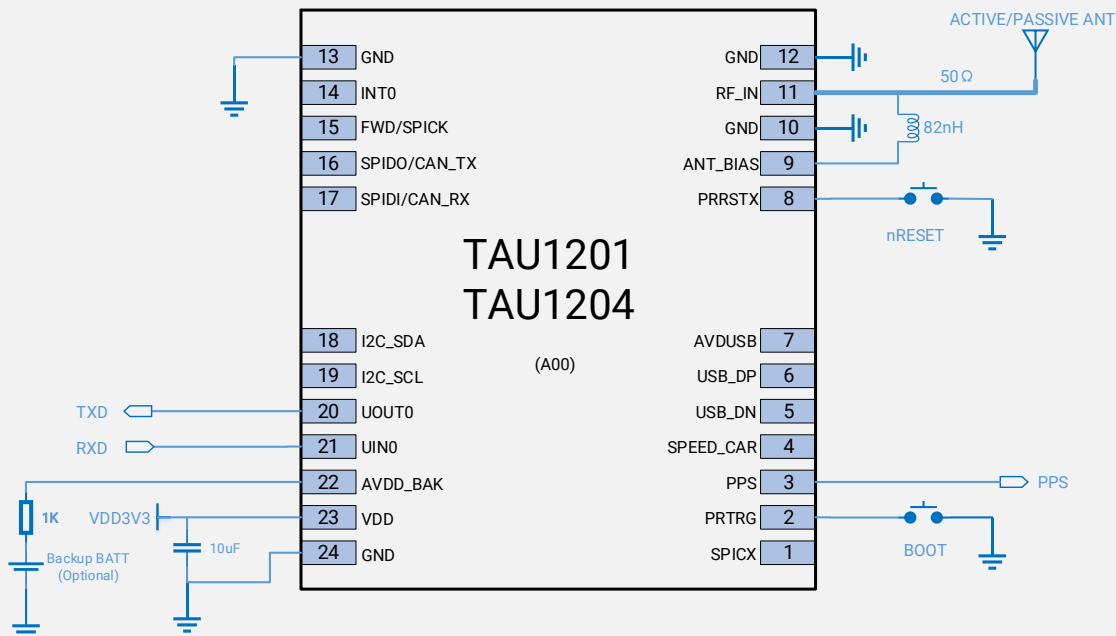 ACTIVE/PASSIVE ANT
13 GND
GND 12
50Ω
14 INT0
RF_IN 11
15 FWD/SPICK
GND 10
82nH
16 SPIDO/CAN_TX
ANT_BIAS 9
17 SPIDI/CAN_RX
PRRSTX 8
nRESET
TAU1201
TAU1204
(A00)
18 I2C_SDA
AVDUSB 7
19 I2C_SCL
USB_DP 6
TXD
20 UOUT0
USB_DN 5
RXD
21 UIN0
SPEED_CAR 4
22 AVDD_BAK
PPS 3
PPS
1K
VDD3V3
23 VDD
PRTRG 2
BOOT
10uF
24 GND
SPICX 1
Backup BATT
(Optional)